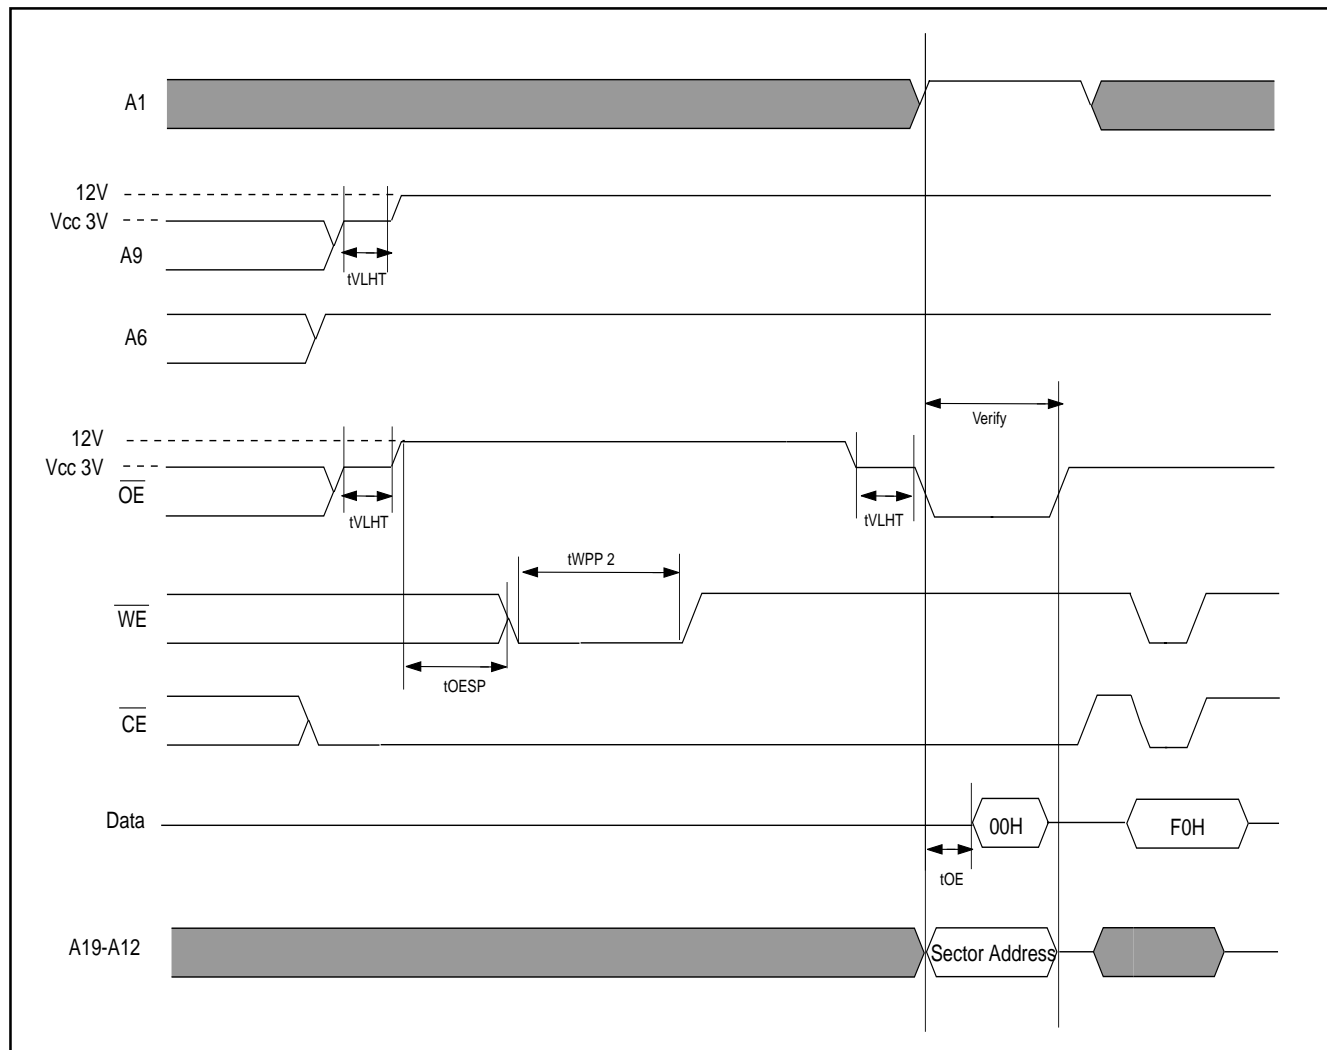 A1
12V
Vcc 3V
A9
tVLHT
A6
Verify
12V
Vcc 3V
OE
tVLHT
tVLHT
tWPP 2
WE
tOESP
CE
Data
00H
F0H
tOE
A19-A12
Sector Address